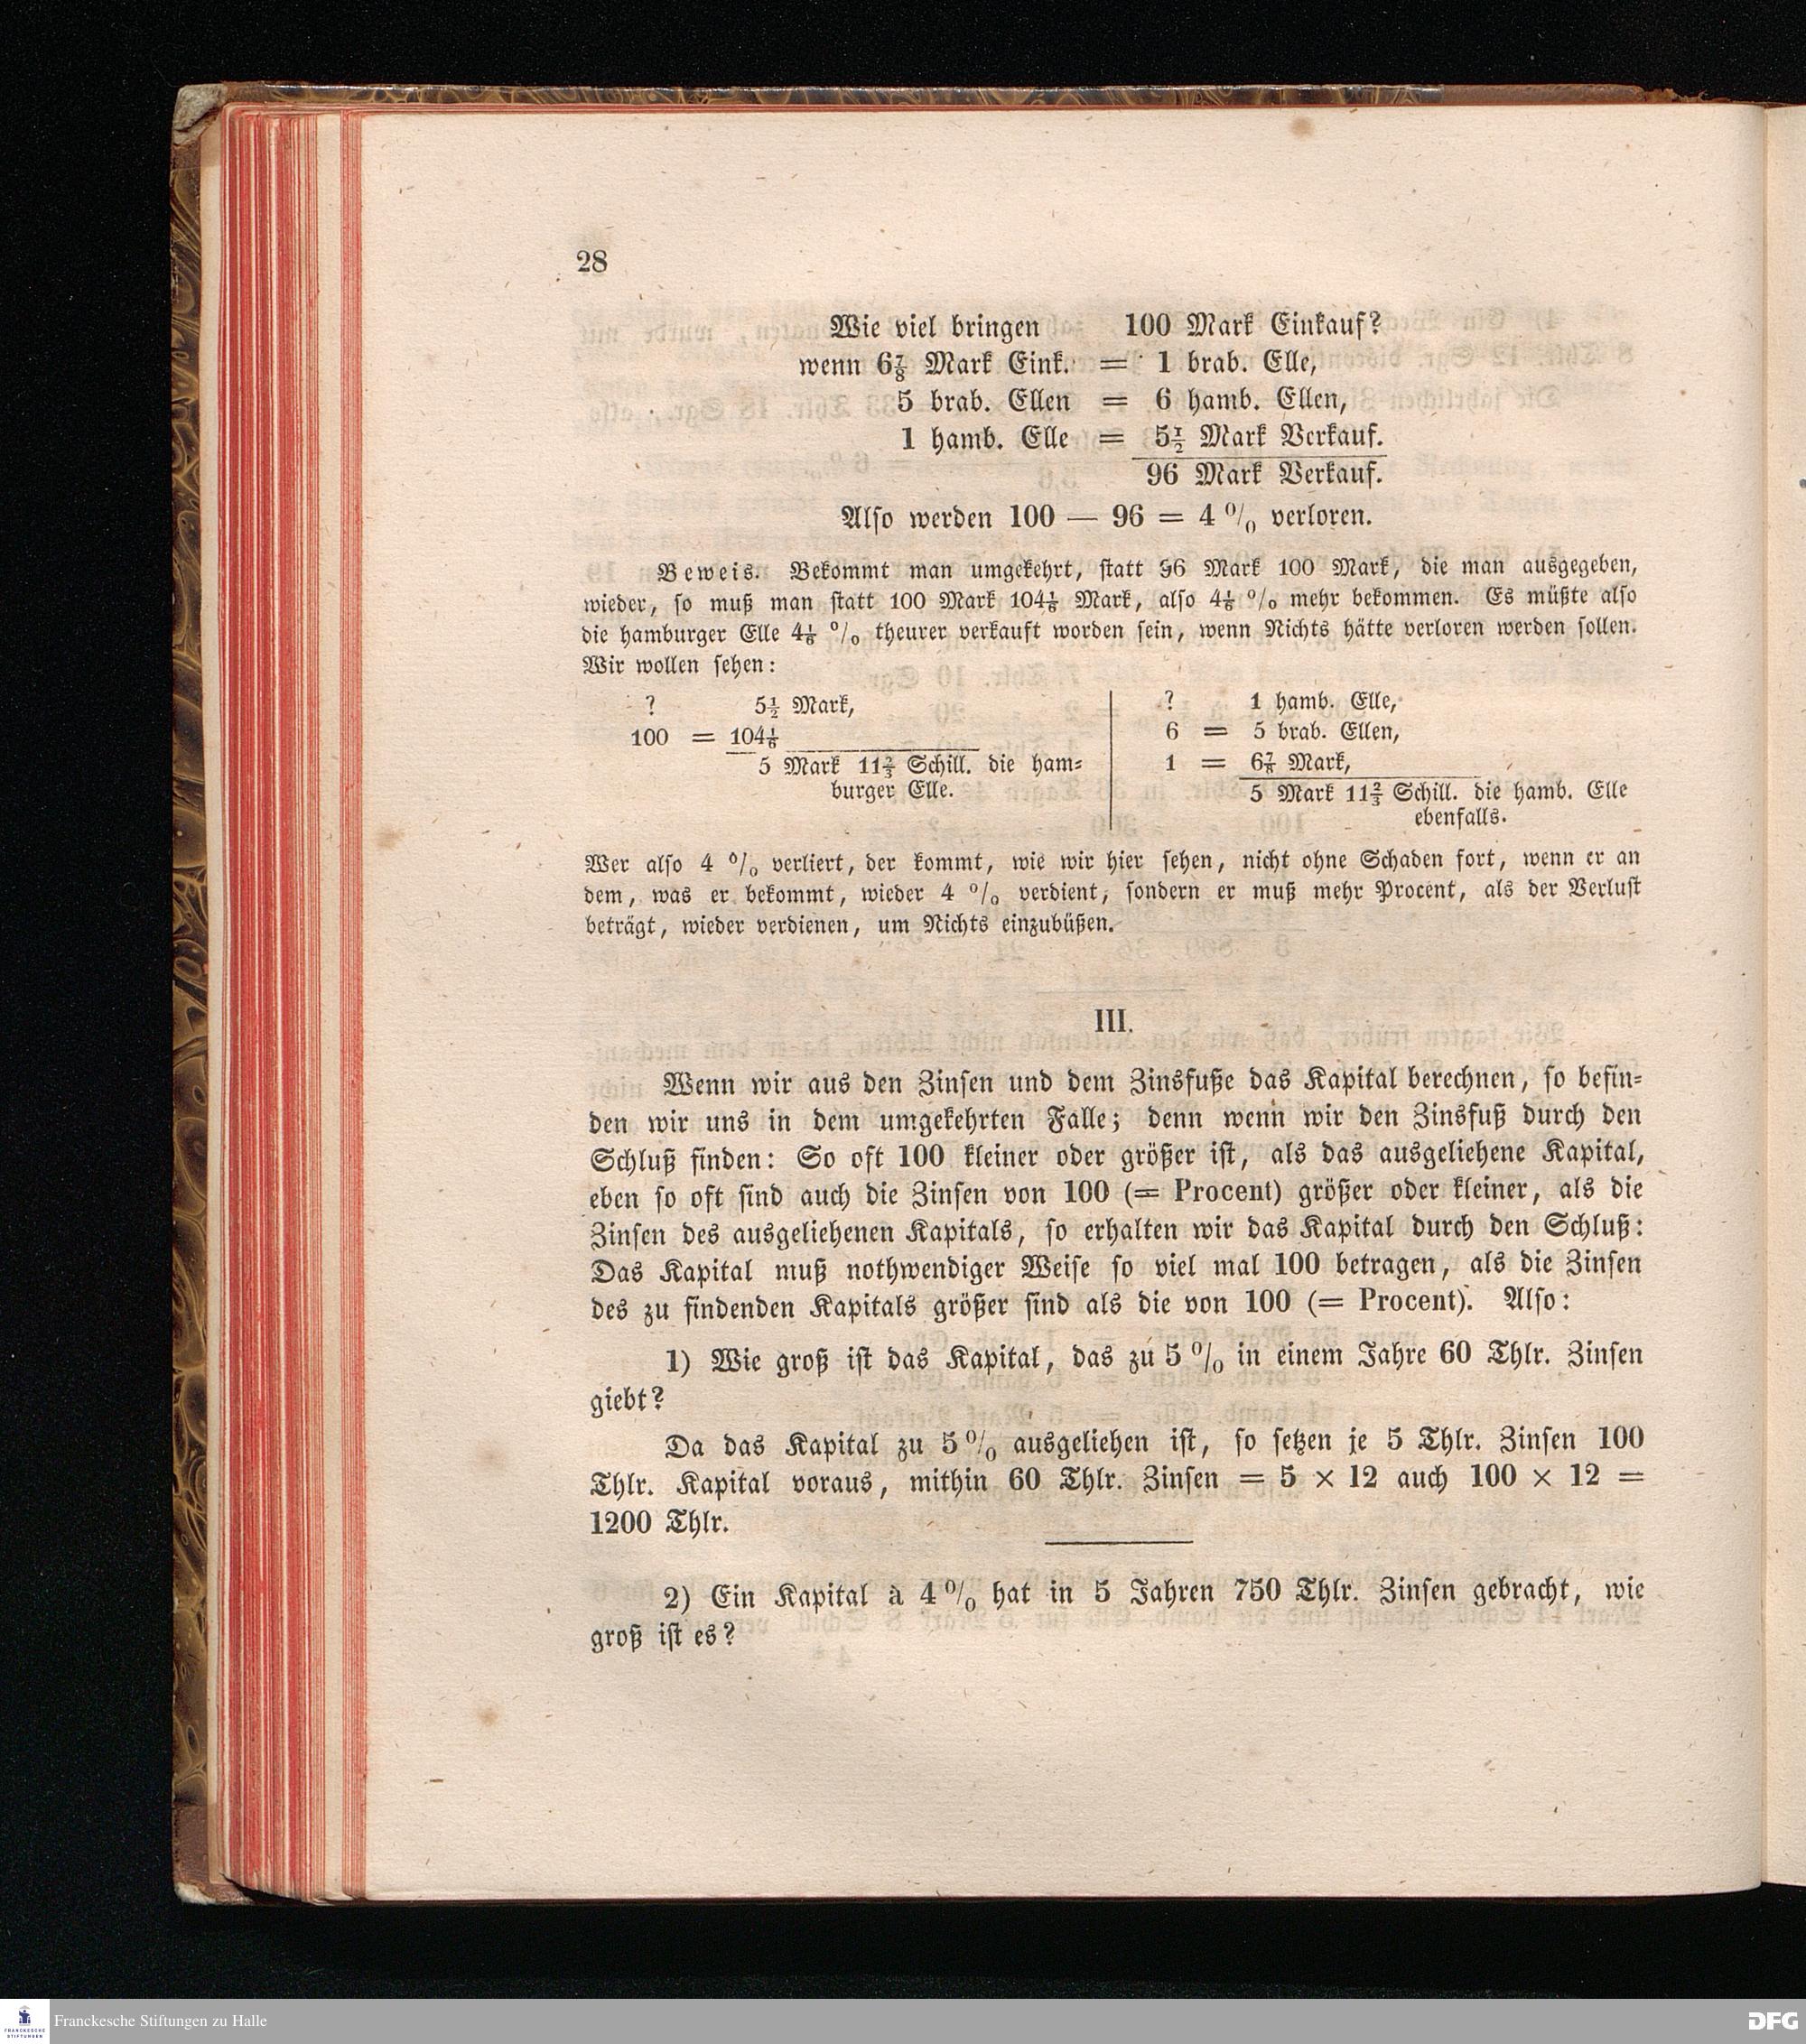 28
Wie viel bringen 100 Mark Einkauf?
wenn 6⅞ Mark Eink. = 1 brab. Elle,
5 brab. Ellen = 6 hamb. Ellen,
1 hamb. Elle = 5½ Mark Verkauf.
96 Mark Verkauf.
Also werden 100 — 96 = 4 % verloren.
Beweis. Bekommt man umgekehrt, statt 96 Mark 100 Mark, die man ausgegeben,
wieder, so muß man statt 100 Mark 104⅙ Mark, also 4⅙ % mehr bekommen. Es müßte also
die hamburger Elle 4⅙ % theurer verkauft worden sein, wenn Nichts hätte verloren werden sollen.
Wir wollen sehen:
? 5½ Mark,
100 = 104⅙
5 Mark 11⅔ Schill. die ham-
burger Elle.
? 1 hamb. Elle,
6 = 5 brab. Ellen,
1 = 6⅞ Mark,
5 Mark 11⅔ Schill. die hamb. Elle
ebenfalls.
Wer also 4 % verliert, der kommt, wie wir hier sehen, nicht ohne Schaden fort, wenn er an
dem, was er bekommt, wieder 4 % verdient, sondern er muß mehr Procent, als der Verlust
beträgt, wieder verdienen, um Nichts einzubüßen.
III.
Wenn wir aus den Zinsen und dem Zinsfuße das Kapital berechnen, so befin-
den wir uns in dem umgekehrten Falle; denn wenn wir den Zinsfuß durch den
Schluß finden: So oft 100 kleiner oder größer ist, als das ausgeliehene Kapital,
eben so oft sind auch die Zinsen von 100 (= Procent) größer oder kleiner, als die
Zinsen des ausgeliehenen Kapitals, so erhalten wir das Kapital durch den Schluß:
Das Kapital muß nothwendiger Weise so viel mal 100 betragen, als die Zinsen
des zu findenden Kapitals größer sind als die von 100 (= Procent). Also:
1) Wie groß ist das Kapital, das zu 5 % in einem Jahre 60 Thlr. Zinsen
giebt?
Da das Kapital zu 5 % ausgeliehen ist, so setzen je 5 Thlr. Zinsen 100
Thlr. Kapital voraus, mithin 60 Thlr. Zinsen = 5 × 12 auch 100 × 12 =
1200 Thlr.
2) Ein Kapital à 4 % hat in 5 Jahren 750 Thlr. Zinsen gebracht, wie
groß ist es?
FRANCKESCHE
STIFTUNGEN
Franckesche Stiftungen zu Halle
DFG